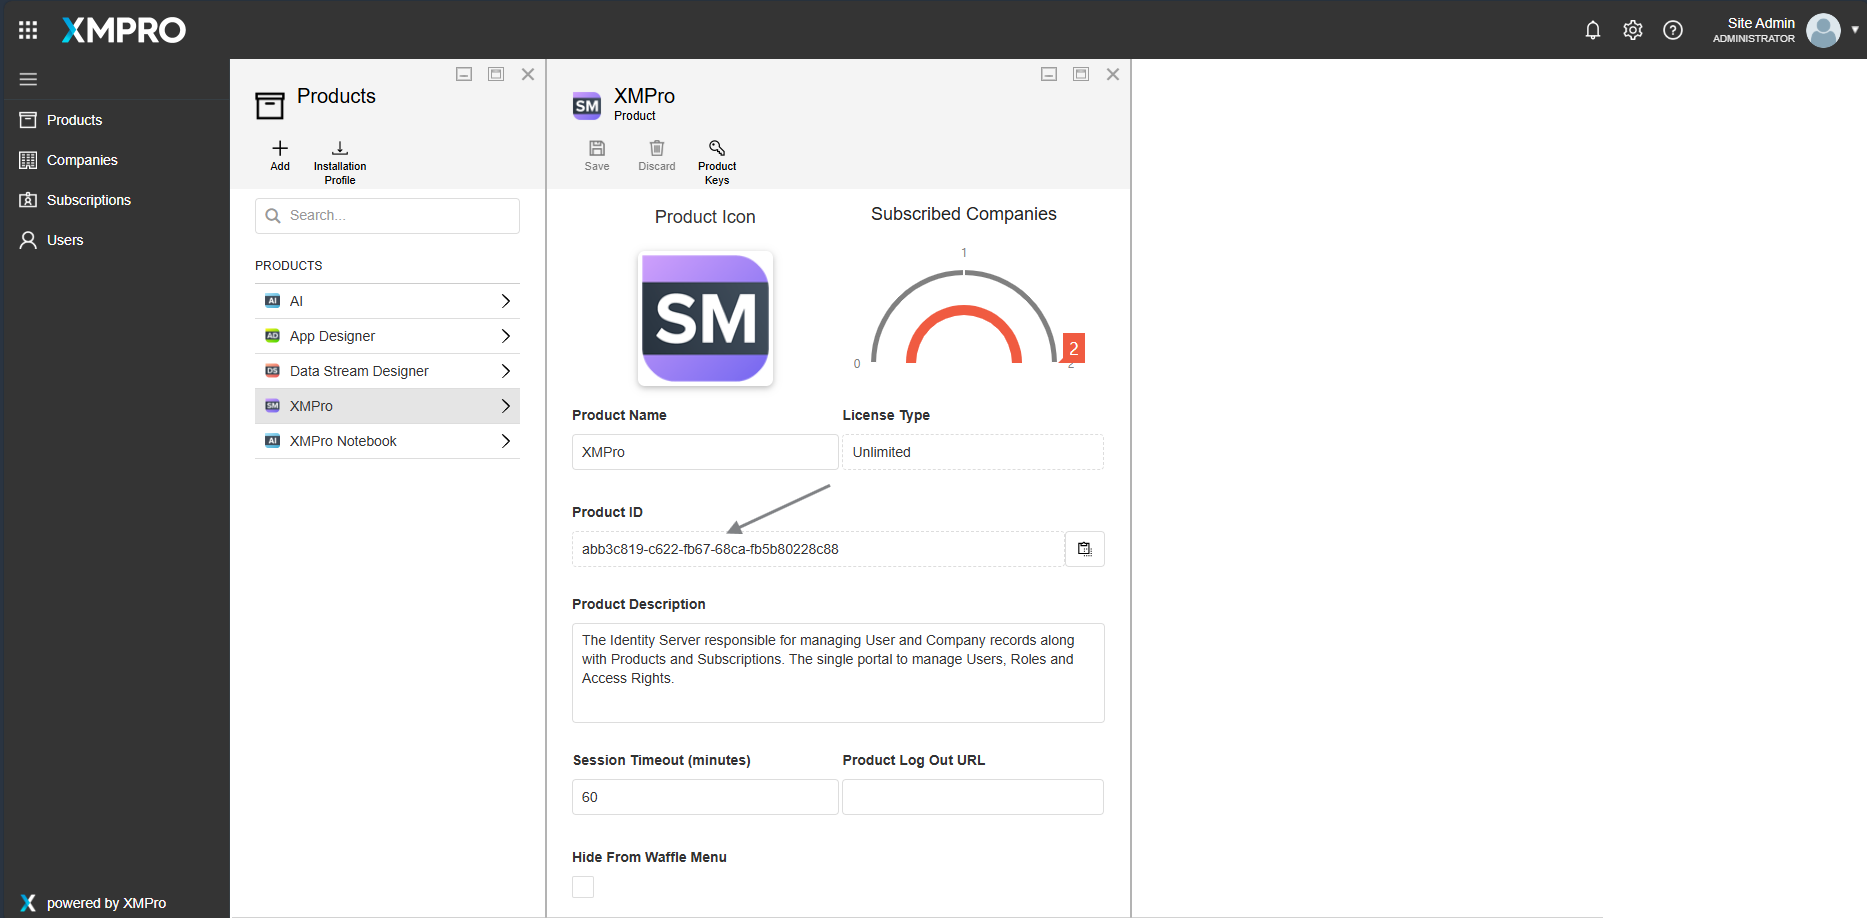 XMPRO
Site Admin
ADMINISTRATOR
Products
Companies
Subscriptions
Users
powered by XMPro
Products
Add
Installation
Profile
Search...
PRODUCTS
AI AI
AD App Designer
DS Data Stream Designer
SM XMPro
AI XMPro Notebook
SM
XMPro
Product
Save
Discard
Product
Keys
Product Icon
SM
Subscribed Companies
1
0
2
2
Product Name
License Type
XMPro
Unlimited
Product ID
abb3c819-c622-fb67-68ca-fb5b80228c88
Product Description
The Identity Server responsible for managing User and Company records along
with Products and Subscriptions. The single portal to manage Users, Roles and
Access Rights.
Session Timeout (minutes)
Product Log Out URL
60
Hide From Waffle Menu